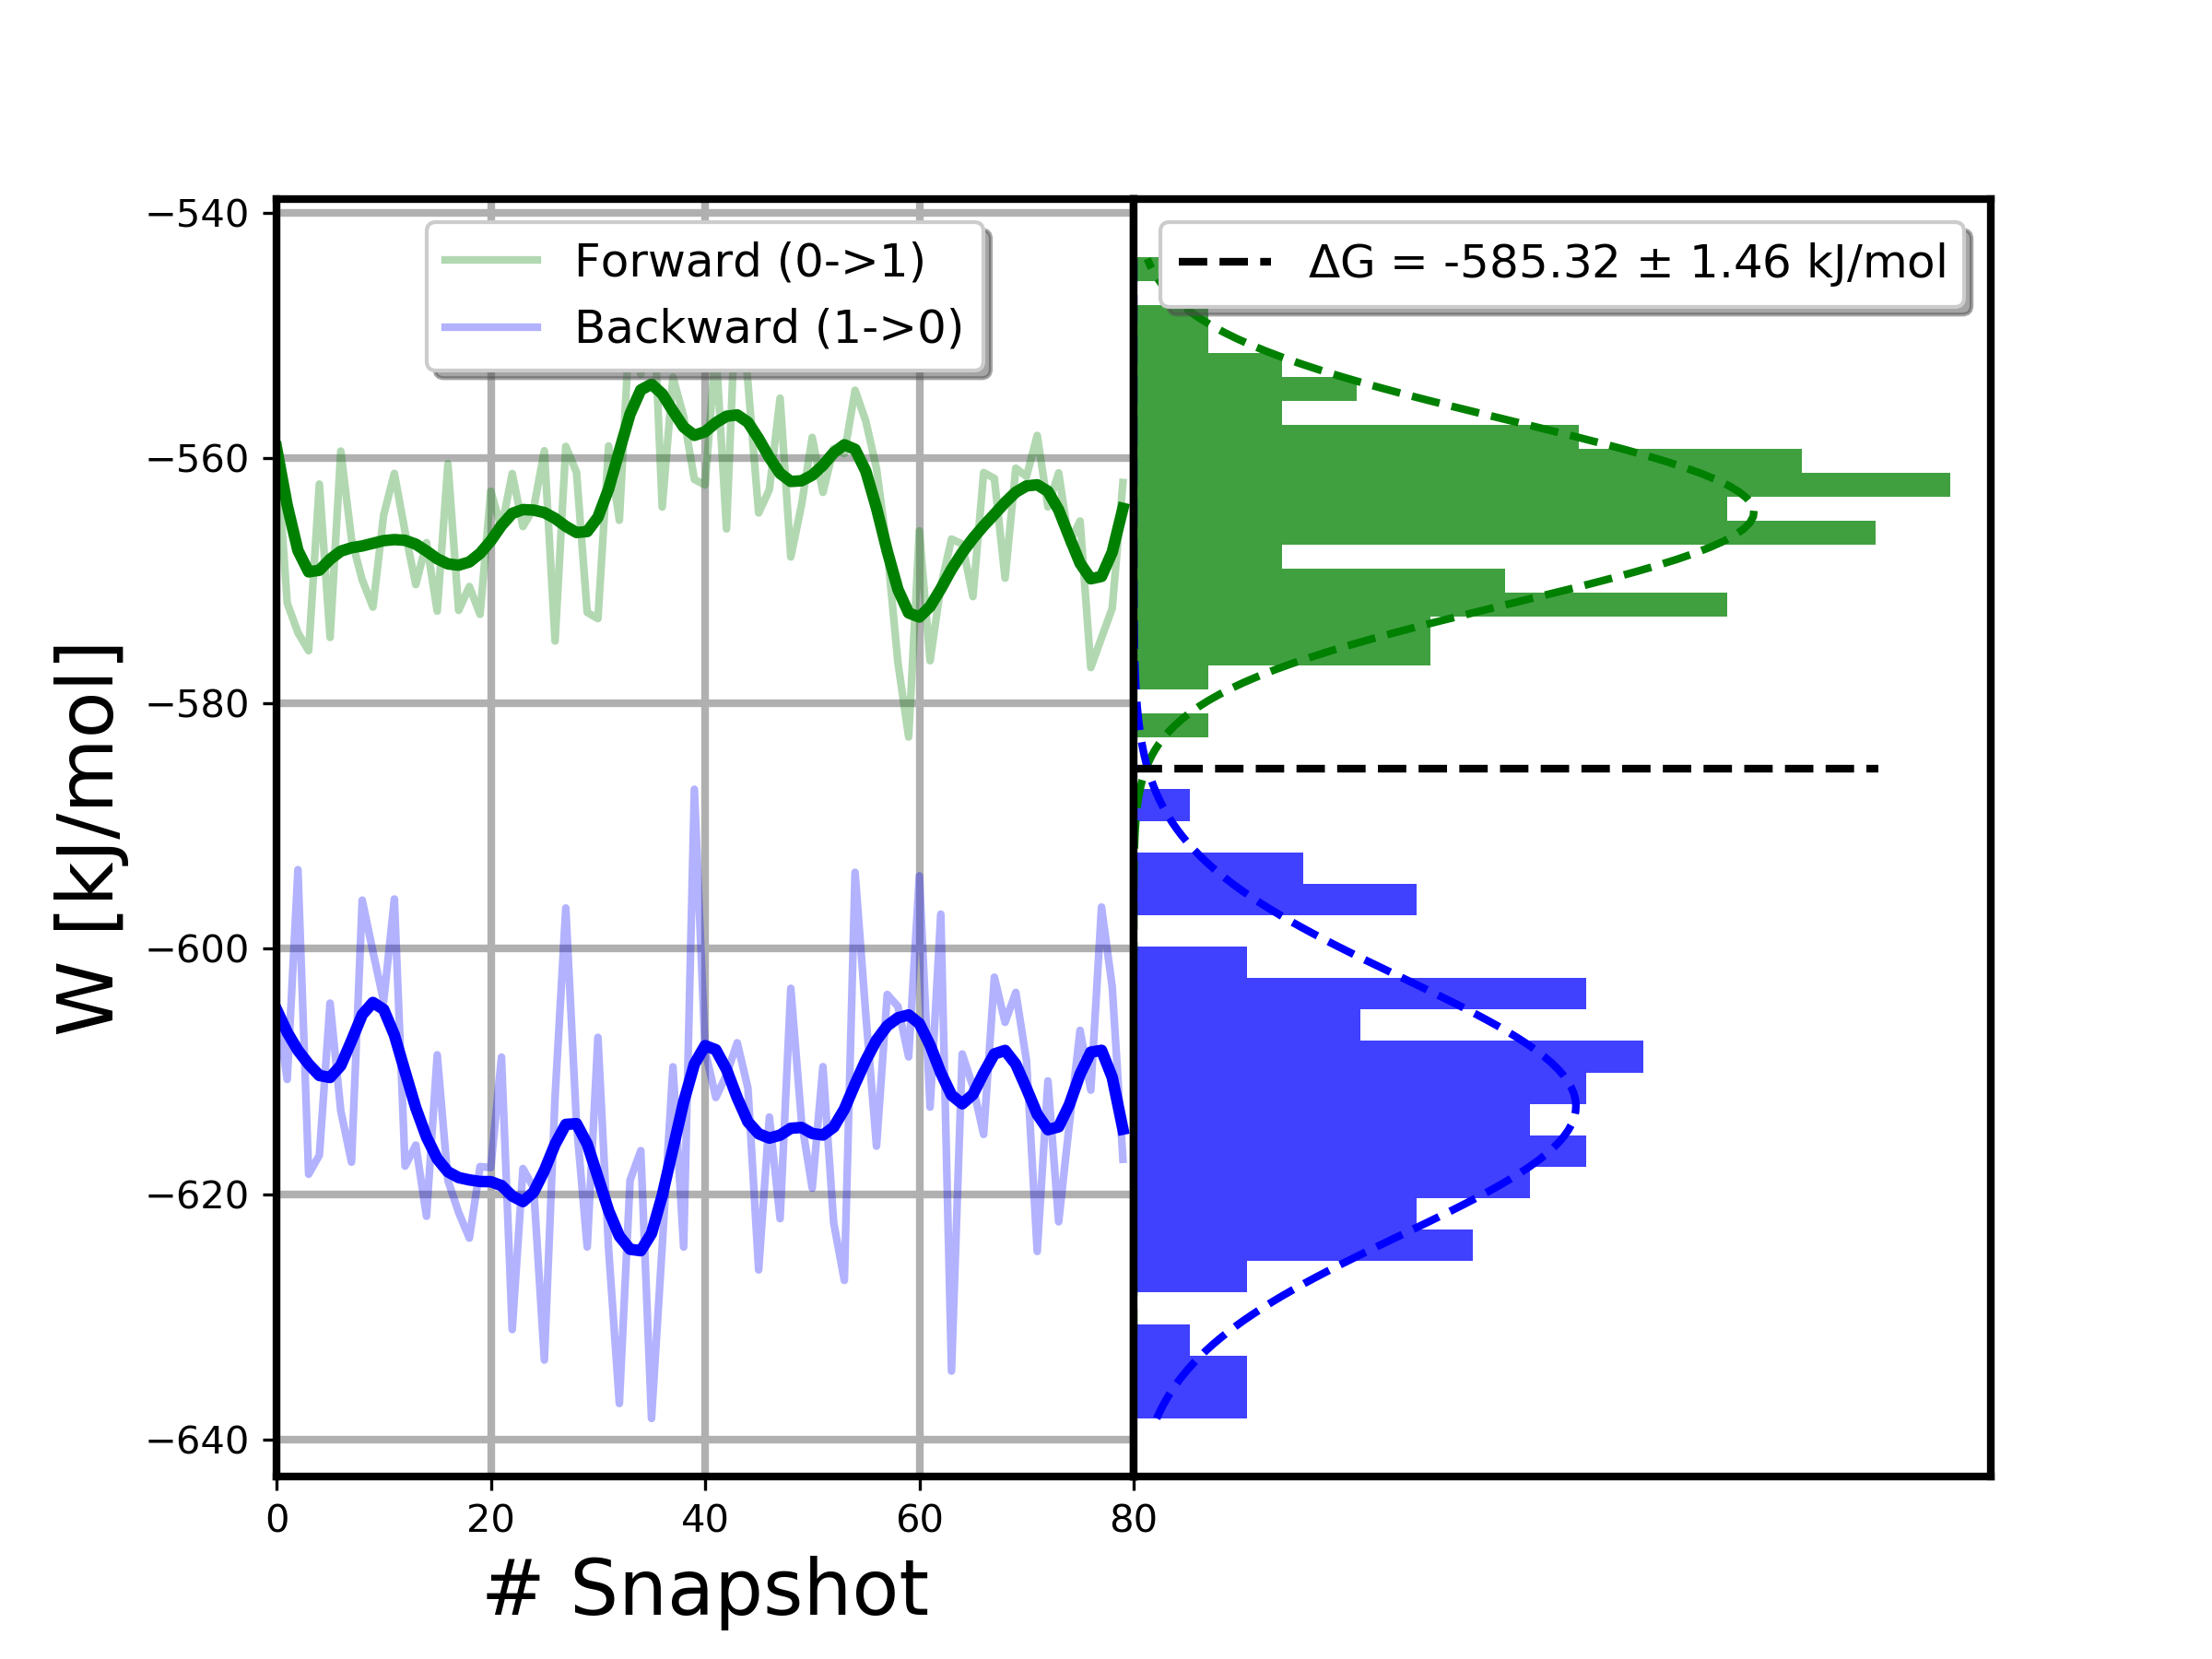 W [kJ/mol]
−540
−560
−580
−600
−620
−640
Forward (0->1)
Backward (1->0)
ΔG = -585.32 ± 1.46 kJ/mol
0 20 40 60 80
# Snapshot